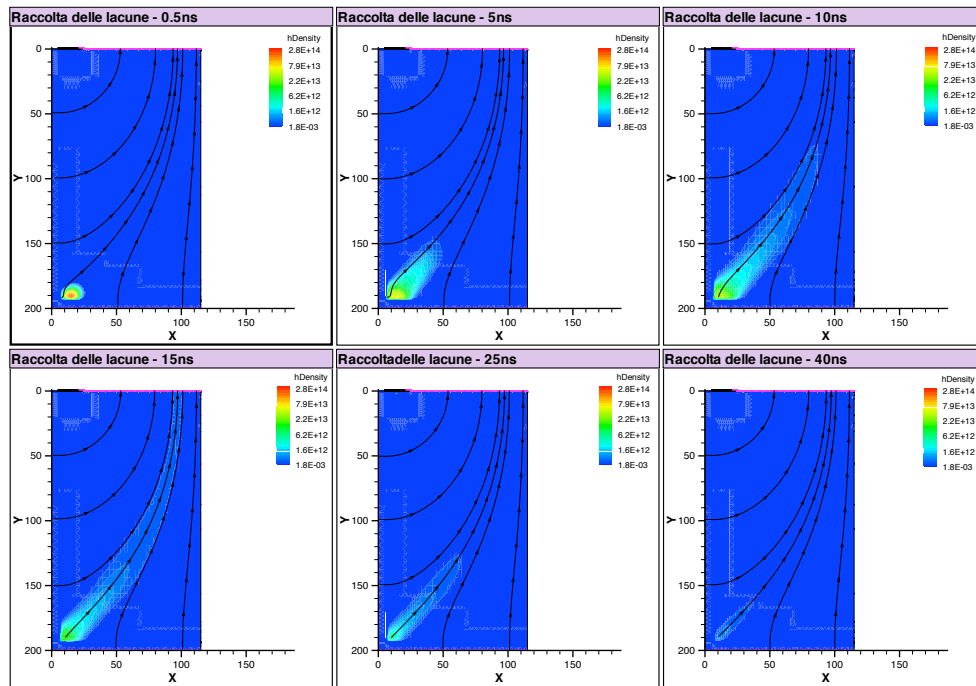 Raccolta delle lacune - 0.5ns
hDensity
2.8E+14
7.9E+13
2.2E+13
6.2E+12
1.6E+12
1.8E-03
0
50
100
150
200
Y
0 50 100 150
X
Raccolta delle lacune - 5ns
hDensity
2.8E+14
7.9E+13
2.2E+13
6.2E+12
1.6E+12
1.8E-03
0
50
100
150
200
Y
0 50 100 150
X
Raccolta delle lacune - 10ns
hDensity
2.8E+14
7.9E+13
2.2E+13
6.2E+12
1.6E+12
1.8E-03
0
50
100
150
200
Y
0 50 100 150
X
Raccolta delle lacune - 15ns
hDensity
2.8E+14
7.9E+13
2.2E+13
6.2E+12
1.6E+12
1.8E-03
0
50
100
150
200
Y
0 50 100 150
X
Raccoltadelle lacune - 25ns
hDensity
2.8E+14
7.9E+13
2.2E+13
6.2E+12
1.6E+12
1.8E-03
0
50
100
150
200
Y
0 50 100 150
X
Raccolta delle lacune - 40ns
hDensity
2.8E+14
7.9E+13
2.2E+13
6.2E+12
1.6E+12
1.8E-03
0
50
100
150
200
Y
0 50 100 150
X